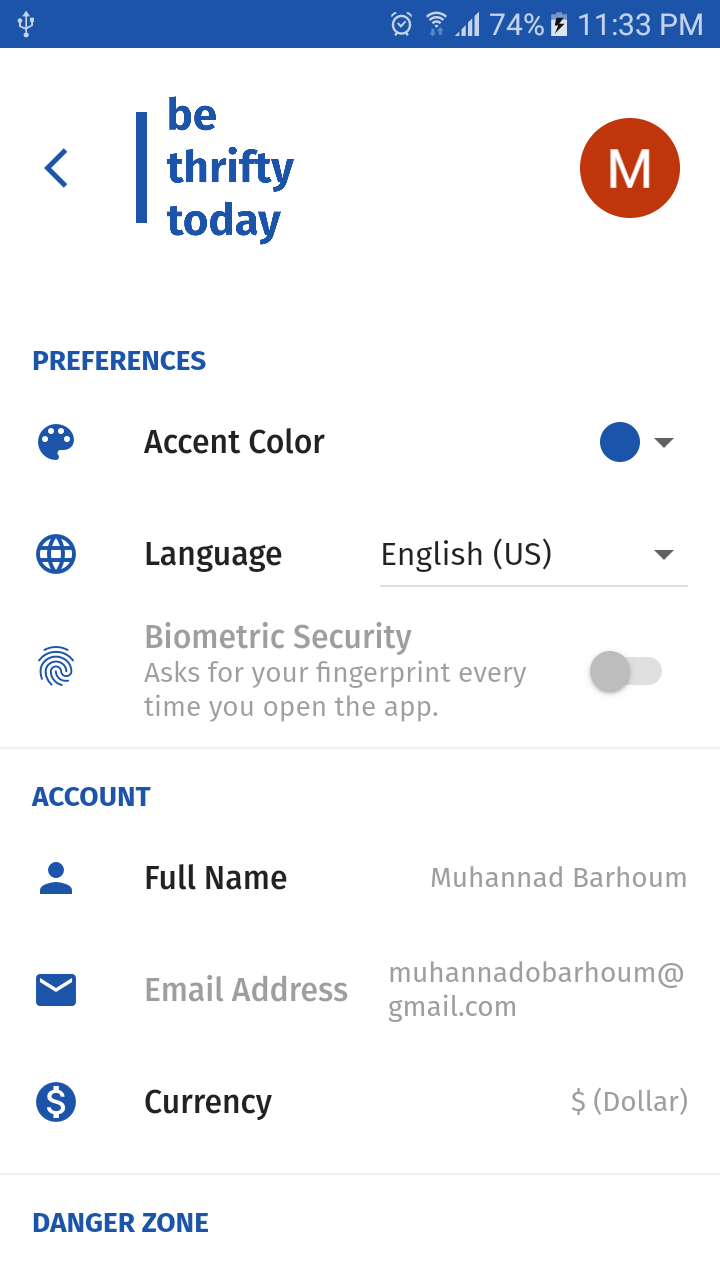 74% 11:33 PM
be
thrifty
today
M
PREFERENCES
Accent Color
Language English (US)
Biometric Security
Asks for your fingerprint every
time you open the app.
ACCOUNT
Full Name Muhannad Barhoum
Email Address muhannadobarhoum@
gmail.com
Currency $ (Dollar)
DANGER ZONE